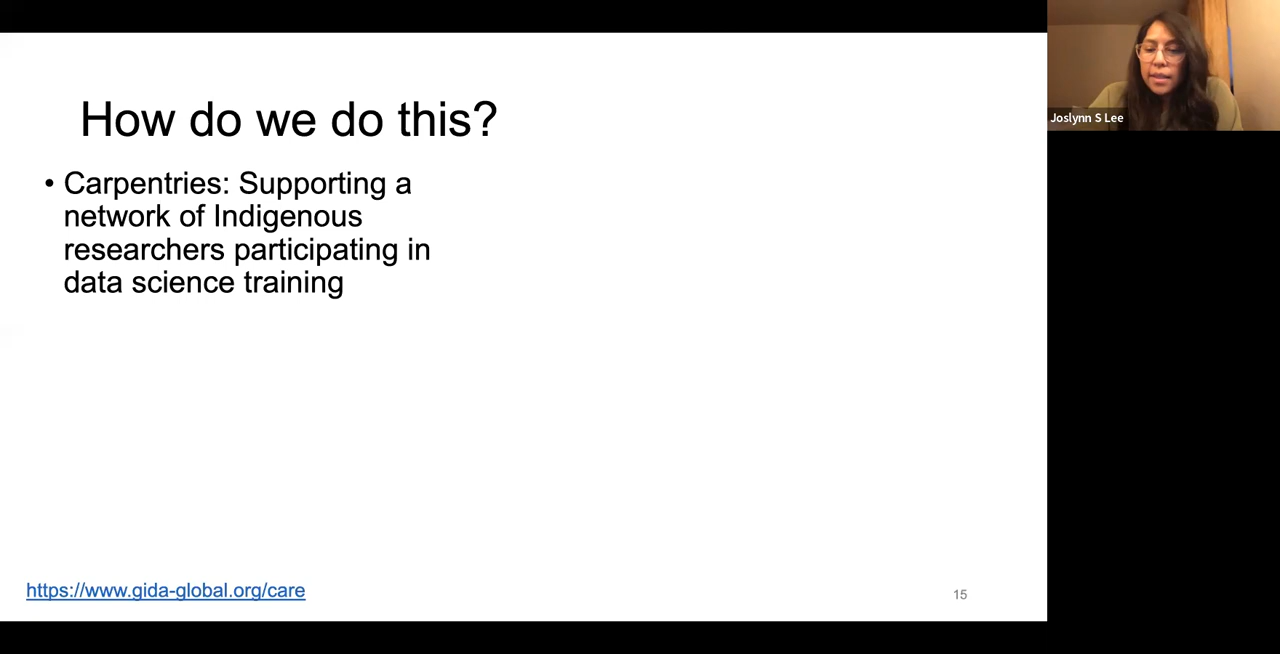 How do we do this?
• Carpentries: Supporting a
network of Indigenous
researchers participating in
data science training
https://www.gida-global.org/care
15
Joslynn S Lee